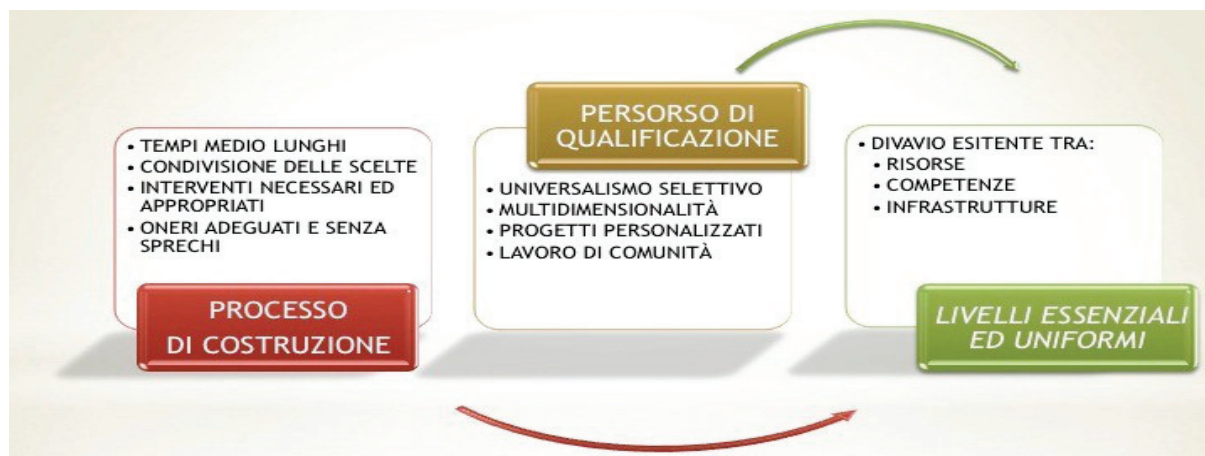 • TEMPI MEDIO LUNGHI
• CONDIVISIONE DELLE SCELTE
• INTERVENTI NECESSARI ED
APPROPRIATI
• ONERI ADEGUATI E SENZA
SPRECHI
PROCESSO
DI COSTRUZIONE
PERSORSO DI
QUALIFICAZIONE
• UNIVERSALISMO SELETTIVO
• MULTIDIMENSIONALITÀ
• PROGETTI PERSONALIZZATI
• LAVORO DI COMUNITÀ
• DIVAVIO ESITENTE TRA:
• RISORSE
• COMPETENZE
• INFRASTRUTTURE
LIVELLI ESSENZIALI
ED UNIFORMI